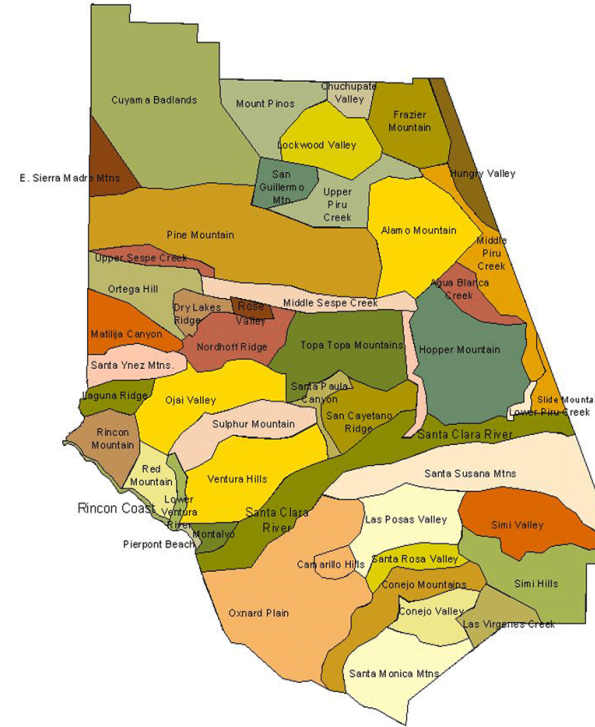 Cuyama Badlands
Mount Pinos
Chuchupate
Valley
Frazier
Mountain
Lockwood Valley
E. Sierra Madre Mtns
San
Guillermo
Mtn.
Hungry Valley
Upper
Piru
Creek
Pine Mountain
Alamo Mountain
Middle
Piru
Creek
Upper Sespe Creek
Ortega Hill
Agua Blanca
Creek
Dry Lakes
Ridge
Rose
Valley
Middle Sespe Creek
Matilija Canyon
Nordhoff Ridge
Topa Topa Mountains
Hopper Mountain
Santa Ynez Mtns.
Laguna Ridge
Ojai Valley
Santa Paula
Canyon
Slide Mounta
Lower Piru Creek
San Cayetano
Ridge
Sulphur Mountain
Rincon
Mountain
Santa Clara River
Red
Mountain
Ventura Hills
Santa Susana Mtns
Rincon Coast
Lower
Ventura
River
Santa Clara
River
Las Posas Valley
Simi Valley
Montalvo
Pierpont Beach
Camarillo Hills
Santa Rosa Valley
Conejo Mountains
Simi Hills
Oxnard Plain
Conejo Valley
Las Virgenes Creek
Santa Monica Mtns